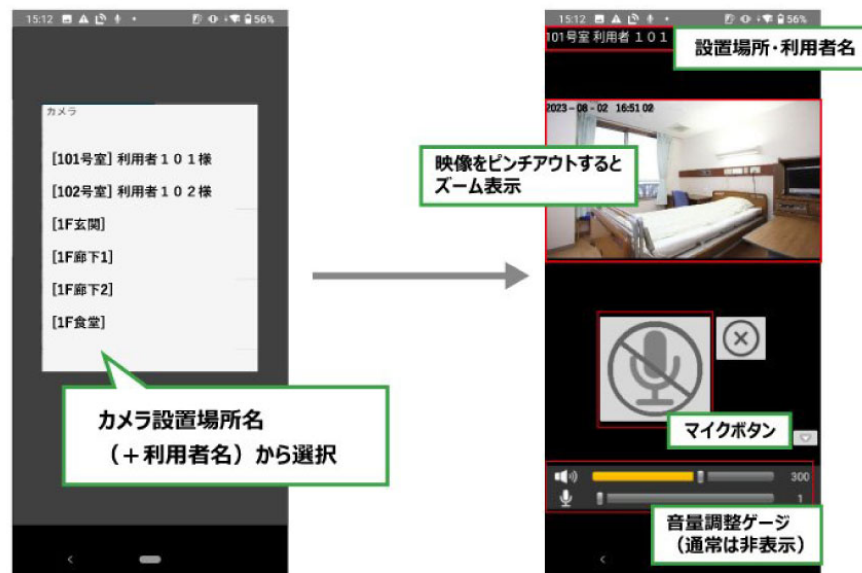 15:12
56%
カメラ
[101号室] 利用者１０１様
[102号室] 利用者１０２様
[1F玄関]
[1F廊下1]
[1F廊下2]
[1F食堂]
カメラ設置場所名
（＋利用者名）から選択
15:12
56%
101号室 利用者 １０１
設置場所・利用者名
2023-08-02 16:51:02
映像をピンチアウトすると
ズーム表示
マイクボタン
300
1
音量調整ゲージ
（通常は非表示）